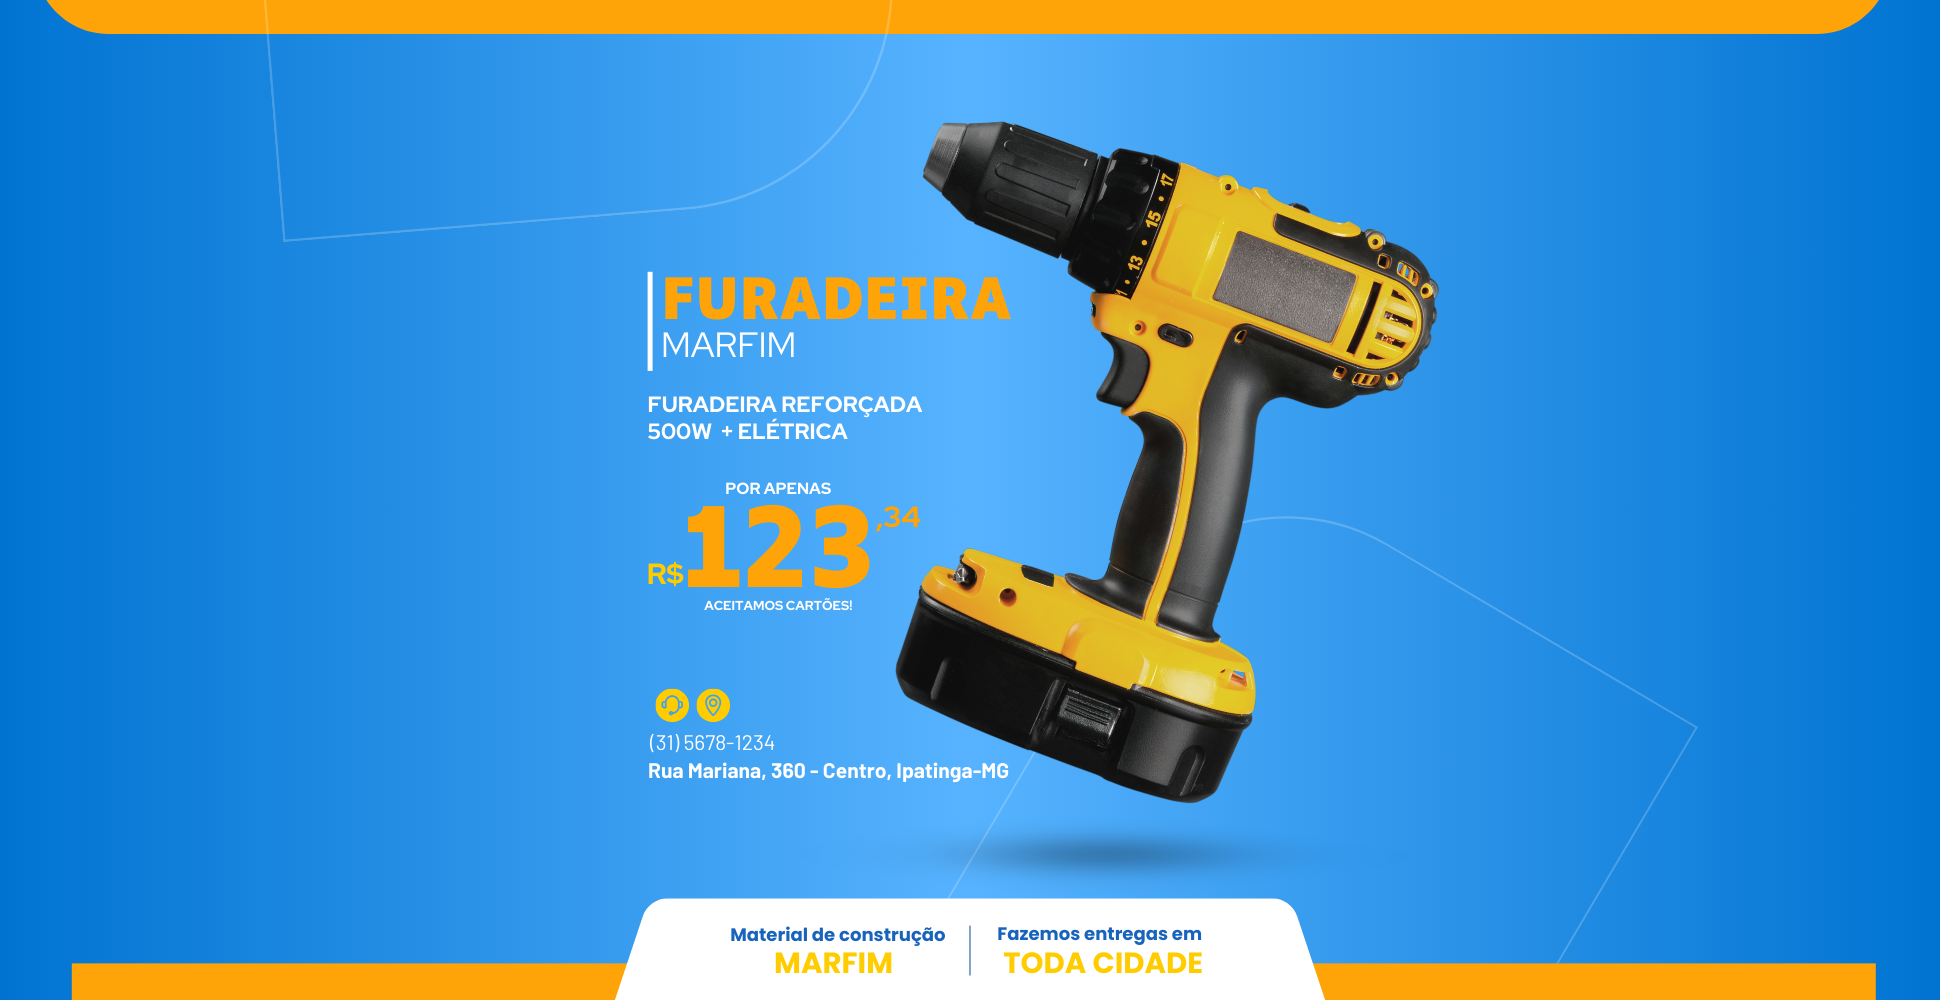 FURADEIRA
MARFIM
FURADEIRA REFORÇADA
500W + ELÉTRICA
POR APENAS
R$123,34
ACEITAMOS CARTÕES!
(31) 5678-1234
Rua Mariana, 360 - Centro, Ipatinga-MG
17
15
13
Material de construção
MARFIM
Fazemos entregas em
TODA CIDADE